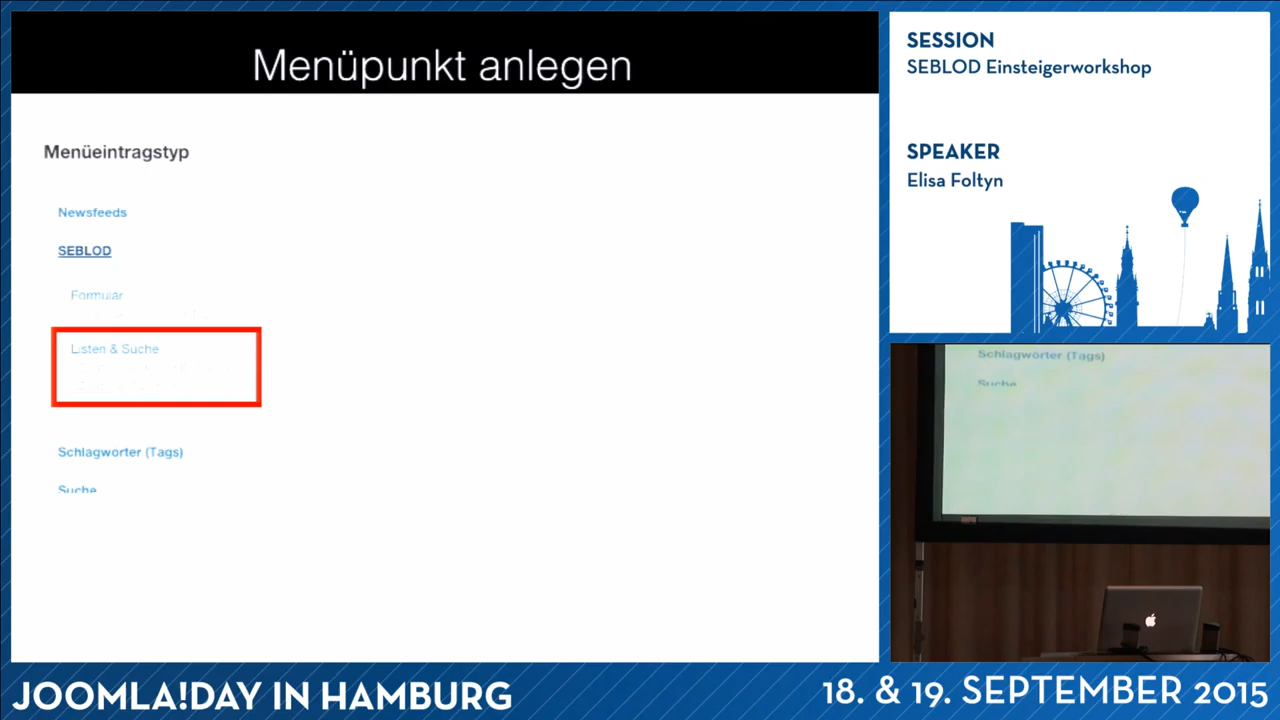 Menüpunkt anlegen
Menüeintragstyp
Newsfeeds
SEBLOD
Formular
Listen & Suche
Schlagwörter (Tags)
Suche
SESSION
SEBLOD Einsteigerworkshop
SPEAKER
Elisa Foltyn
Schlagwörter (Tags)
Suche
JOOMLA!DAY IN HAMBURG
18. & 19. SEPTEMBER 2015